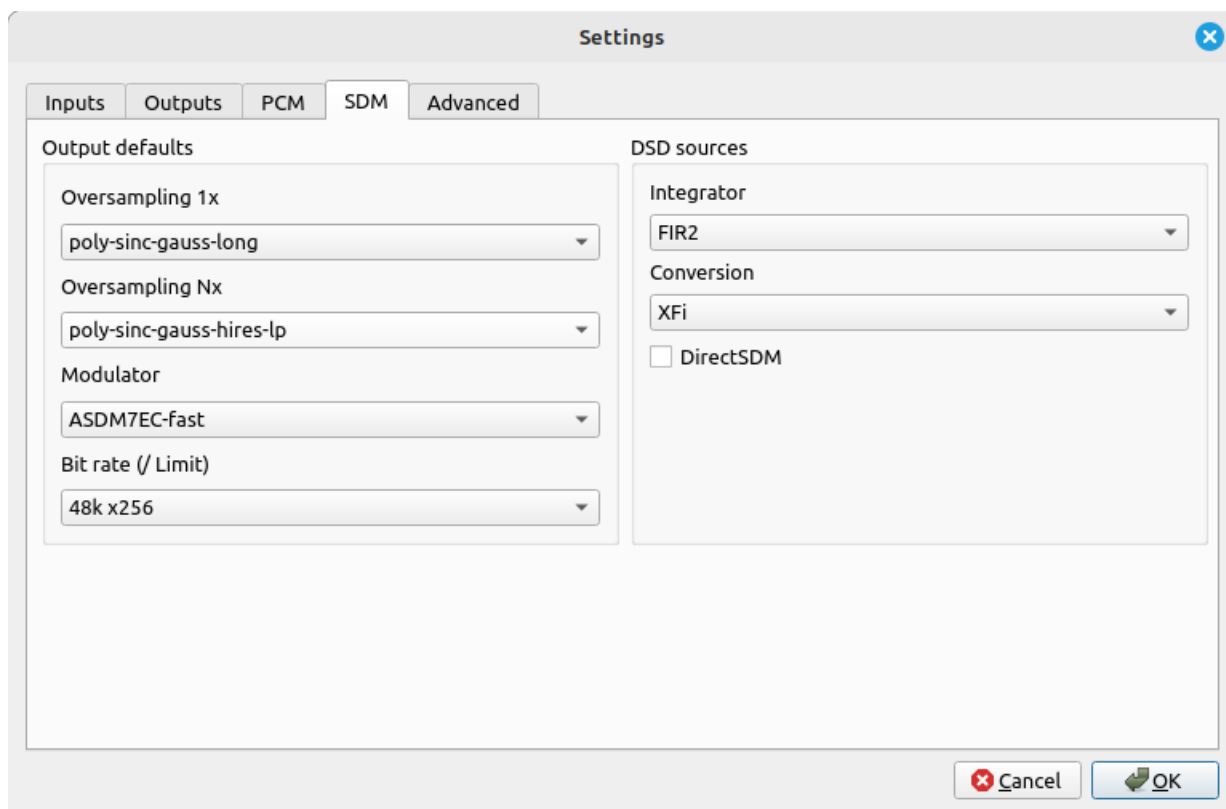 Settings
Inputs
Outputs
PCM
SDM
Advanced
Output defaults
Oversampling 1x
poly-sinc-gauss-long
Oversampling Nx
poly-sinc-gauss-hires-lp
Modulator
ASDM7EC-fast
Bit rate (/ Limit)
48k x256
DSD sources
Integrator
FIR2
Conversion
XFi
DirectSDM
Cancel
OK